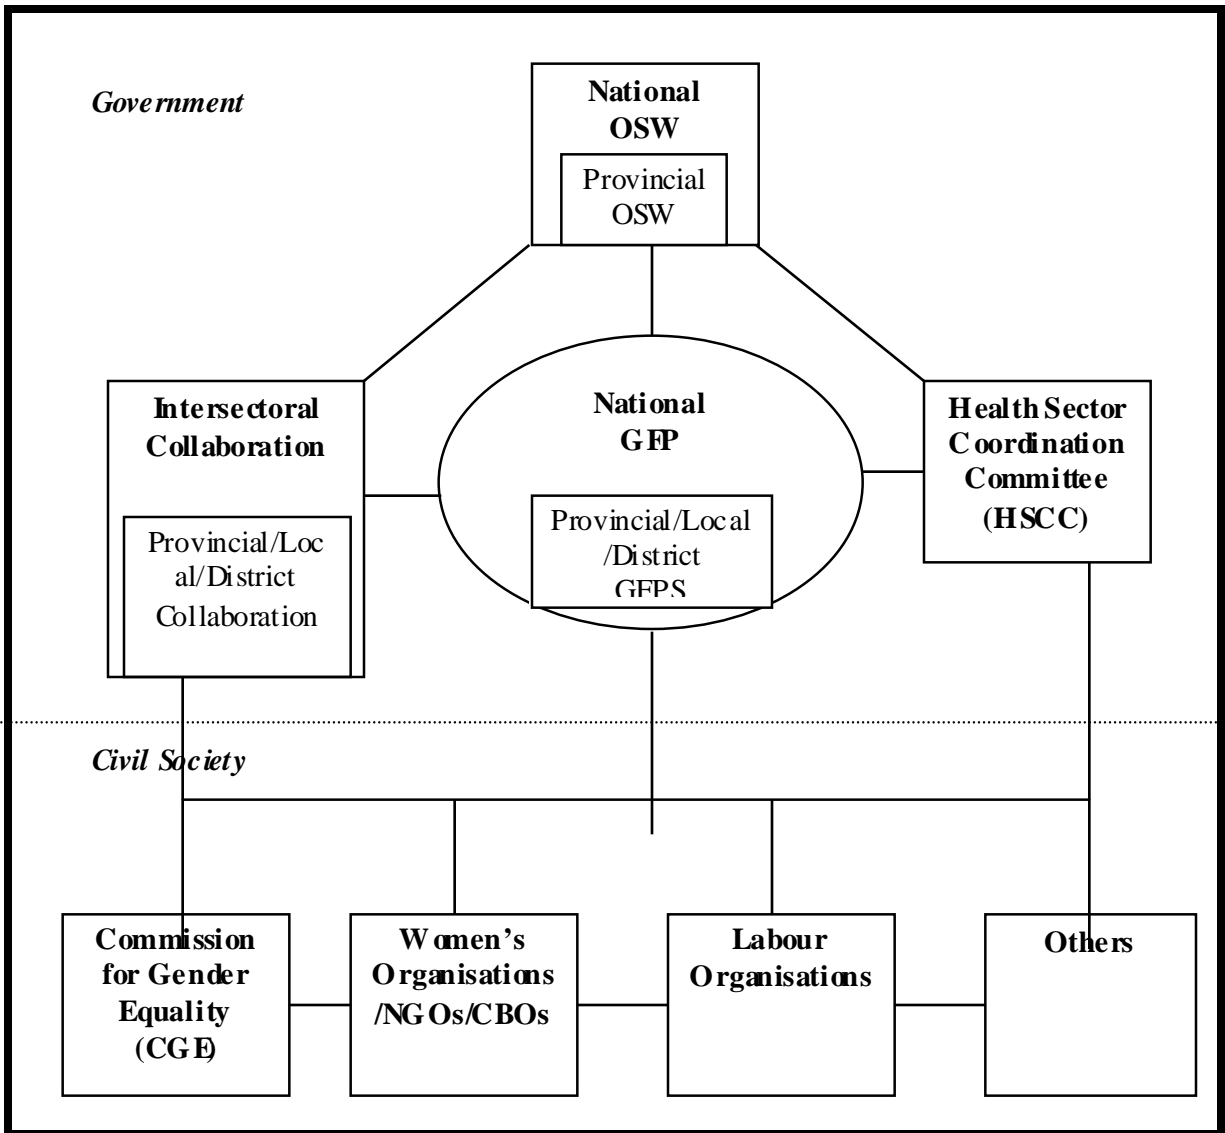 Government
National
OSW
Provincial
OSW
Intersectoral
Collaboration
Provincial/Loc
al/District
Collaboration
National
GFP
Provincial/Local
/District
GFPS
Health Sector
Coordination
Committee
(HSCC)
Civil Society
Commission
for Gender
Equality
(CGE)
Women's
Organisations
/NGOs/CBOs
Labour
Organisations
Others